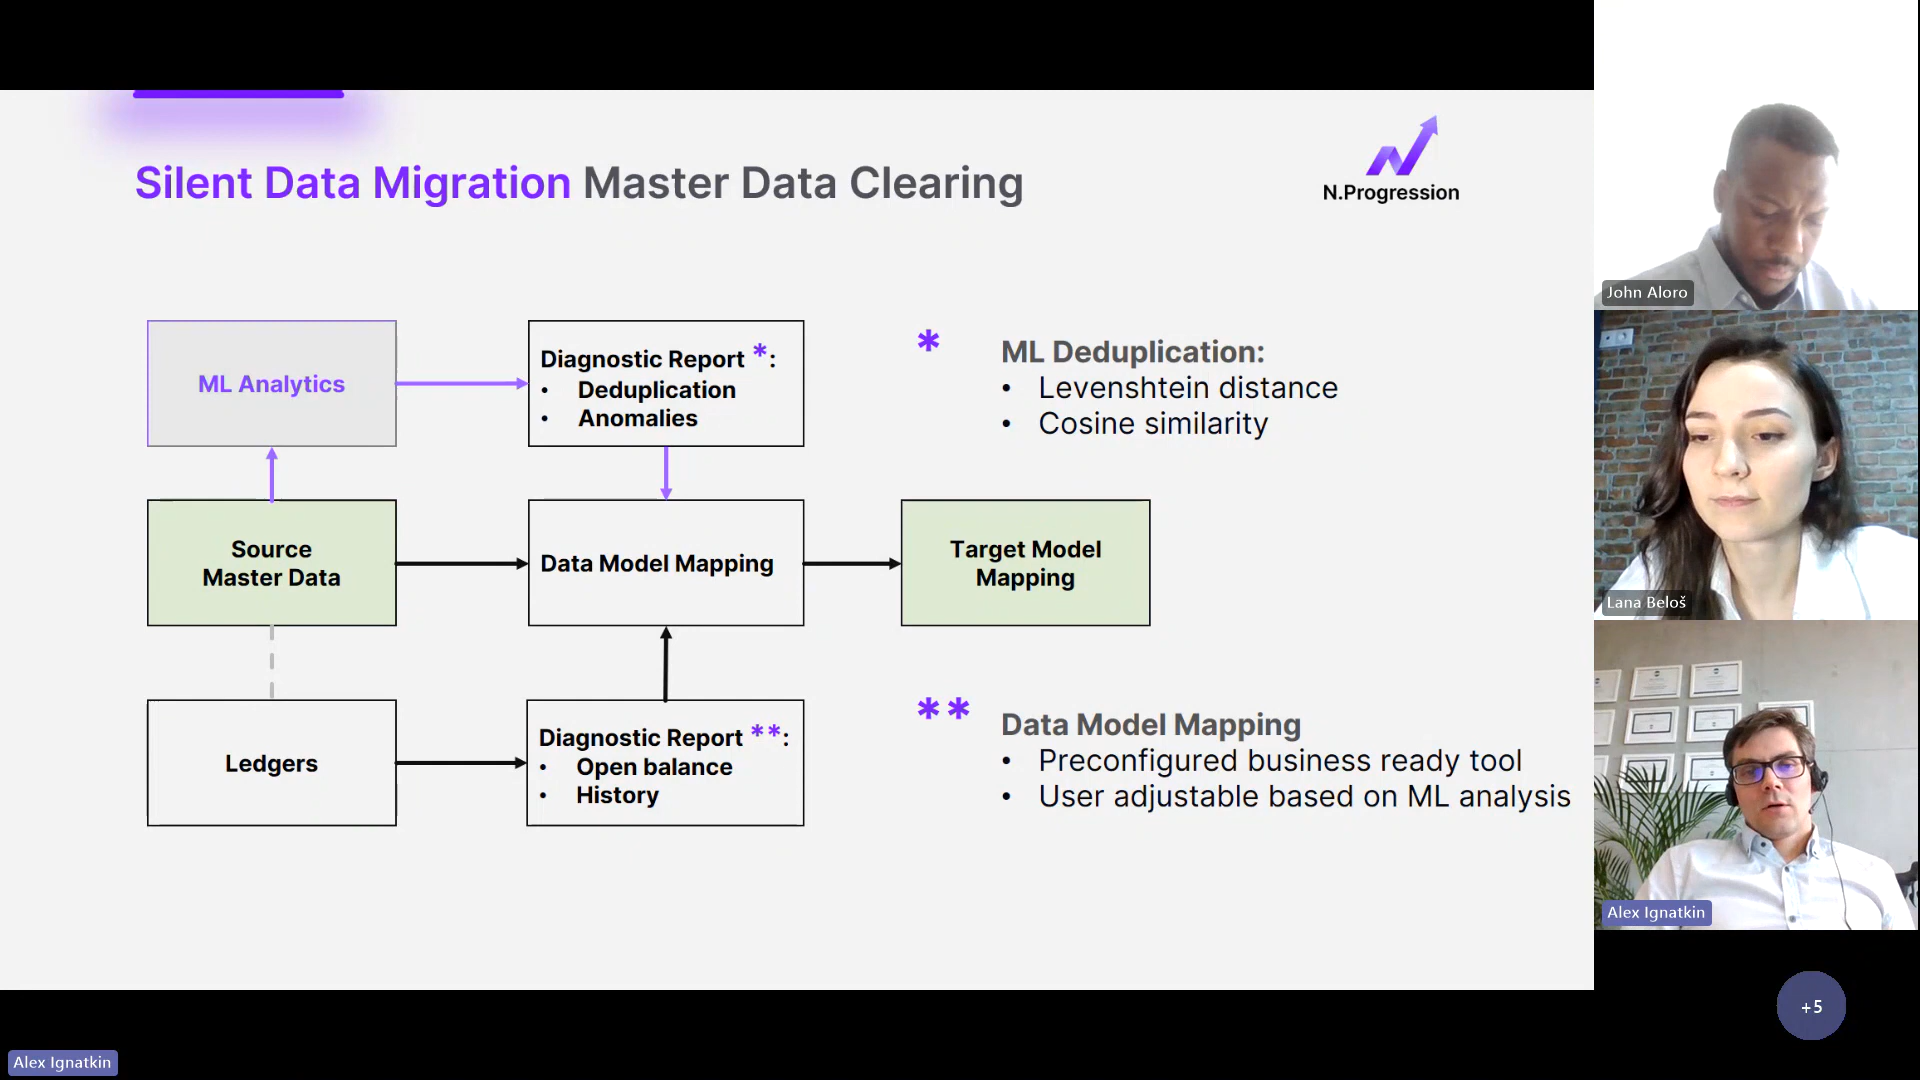 Silent Data Migration Master Data Clearing
N.Progression
ML Analytics
Diagnostic Report *:
• Deduplication
• Anomalies
* ML Deduplication:
• Levenshtein distance
• Cosine similarity
Source
Master Data
Data Model Mapping
Target Model
Mapping
Ledgers
Diagnostic Report **:
• Open balance
• History
** Data Model Mapping
• Preconfigured business ready tool
• User adjustable based on ML analysis
John Aloro
Lana Beloš
Alex Ignatkin
+5
Alex Ignatkin